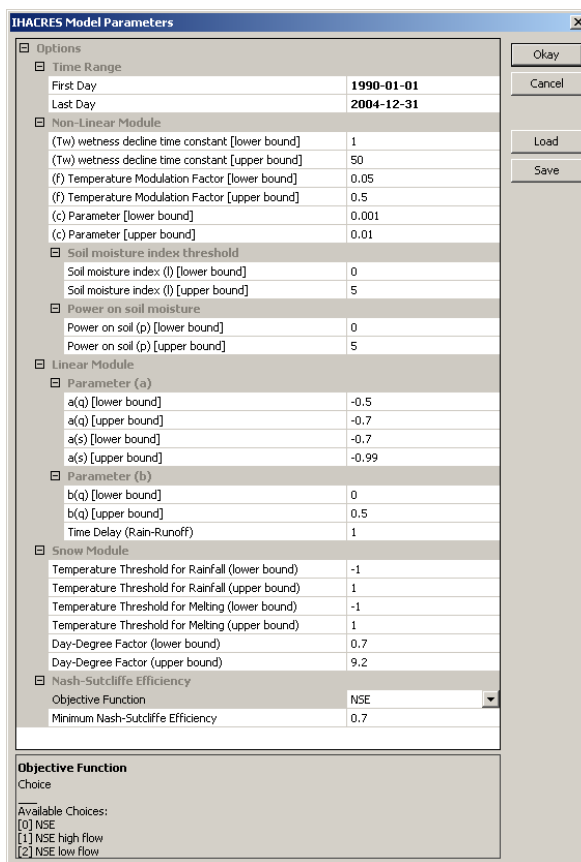 IHACRES Model Parameters
Options
Time Range
First Day 1990-01-01
Last Day 2004-12-31
Non-Linear Module
(Tw) wetness decline time constant [lower bound] 1
(Tw) wetness decline time constant [upper bound] 50
(f) Temperature Modulation Factor [lower bound] 0.05
(f) Temperature Modulation Factor [upper bound] 0.5
(c) Parameter [lower bound] 0.001
(c) Parameter [upper bound] 0.01
Soil moisture index threshold
Soil moisture index (l) [lower bound] 0
Soil moisture index (l) [upper bound] 5
Power on soil moisture
Power on soil (p) [lower bound] 0
Power on soil (p) [upper bound] 5
Linear Module
Parameter (a)
a(q) [lower bound] -0.5
a(q) [upper bound] -0.7
a(s) [lower bound] -0.7
a(s) [upper bound] -0.99
Parameter (b)
b(q) [lower bound] 0
b(q) [upper bound] 0.5
Time Delay (Rain-Runoff) 1
Snow Module
Temperature Threshold for Rainfall (lower bound) -1
Temperature Threshold for Rainfall (upper bound) 1
Temperature Threshold for Melting (lower bound) -1
Temperature Threshold for Melting (upper bound) 1
Day-Degree Factor (lower bound) 0.7
Day-Degree Factor (upper bound) 9.2
Nash-Sutcliffe Efficiency
Objective Function NSE
Minimum Nash-Sutcliffe Efficiency 0.7
Objective Function
Choice
___
Available Choices:
[0] NSE
[1] NSE high flow
[2] NSE low flow
Okay
Cancel
Load
Save